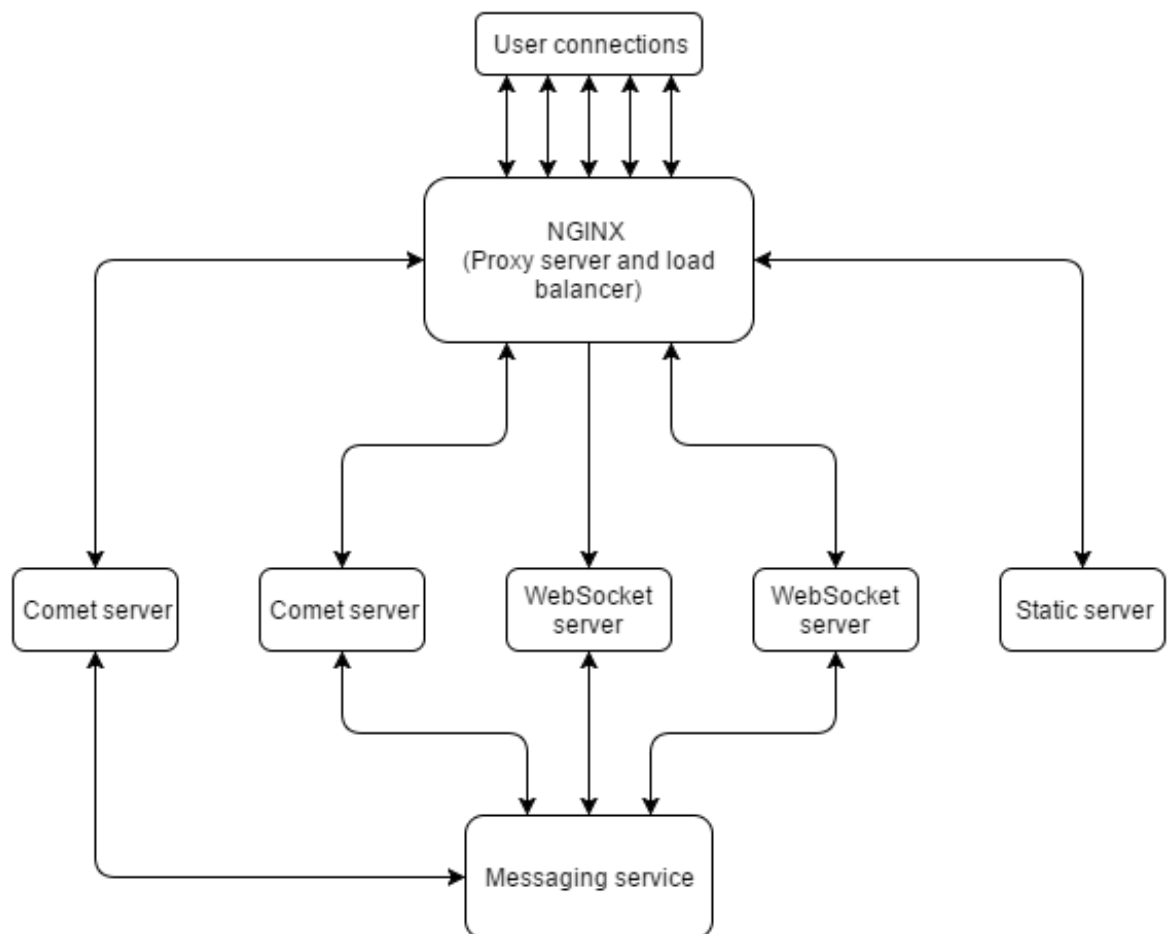 User connections
NGINX
(Proxy server and load
balancer)
Comet server
Comet server
WebSocket
server
WebSocket
server
Static server
Messaging service